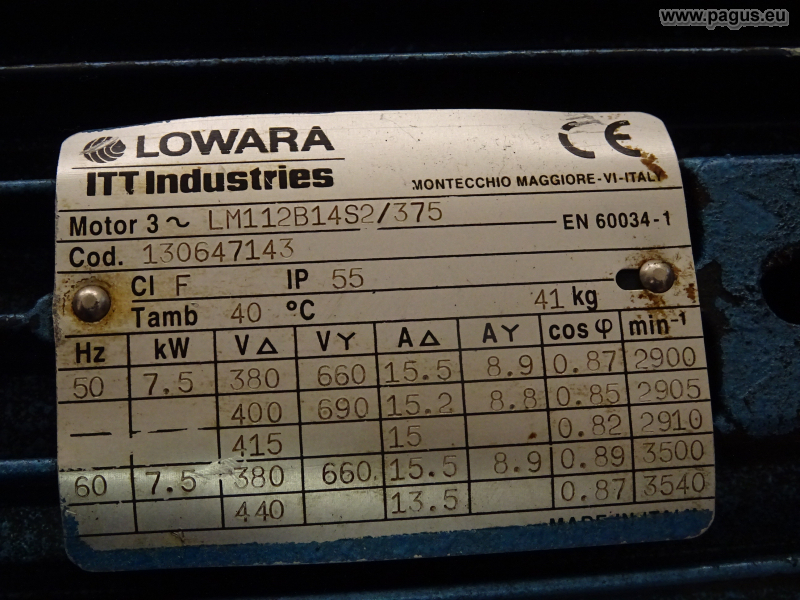 www.pagus.eu
LOWARA CE
ITT Industries MONTECCHIO MAGGIORE-VI-ITALY
Motor 3~ LM112B14S2/375 EN 60034-1
Cod. 130647143
Cl F IP 55
Tamb 40 °C 41 kg
Hz kW V△ VY A△ AY cos φ min-1
50 7.5 380 660 15.5 8.9 0.87 2900
— — 400 690 15.2 8.8 0.85 2905
415 15 0.82 2910
60 7.5 380 660 15.5 8.9 0.89 3500
440 13.5 0.87 3540
MADE IN ITALY